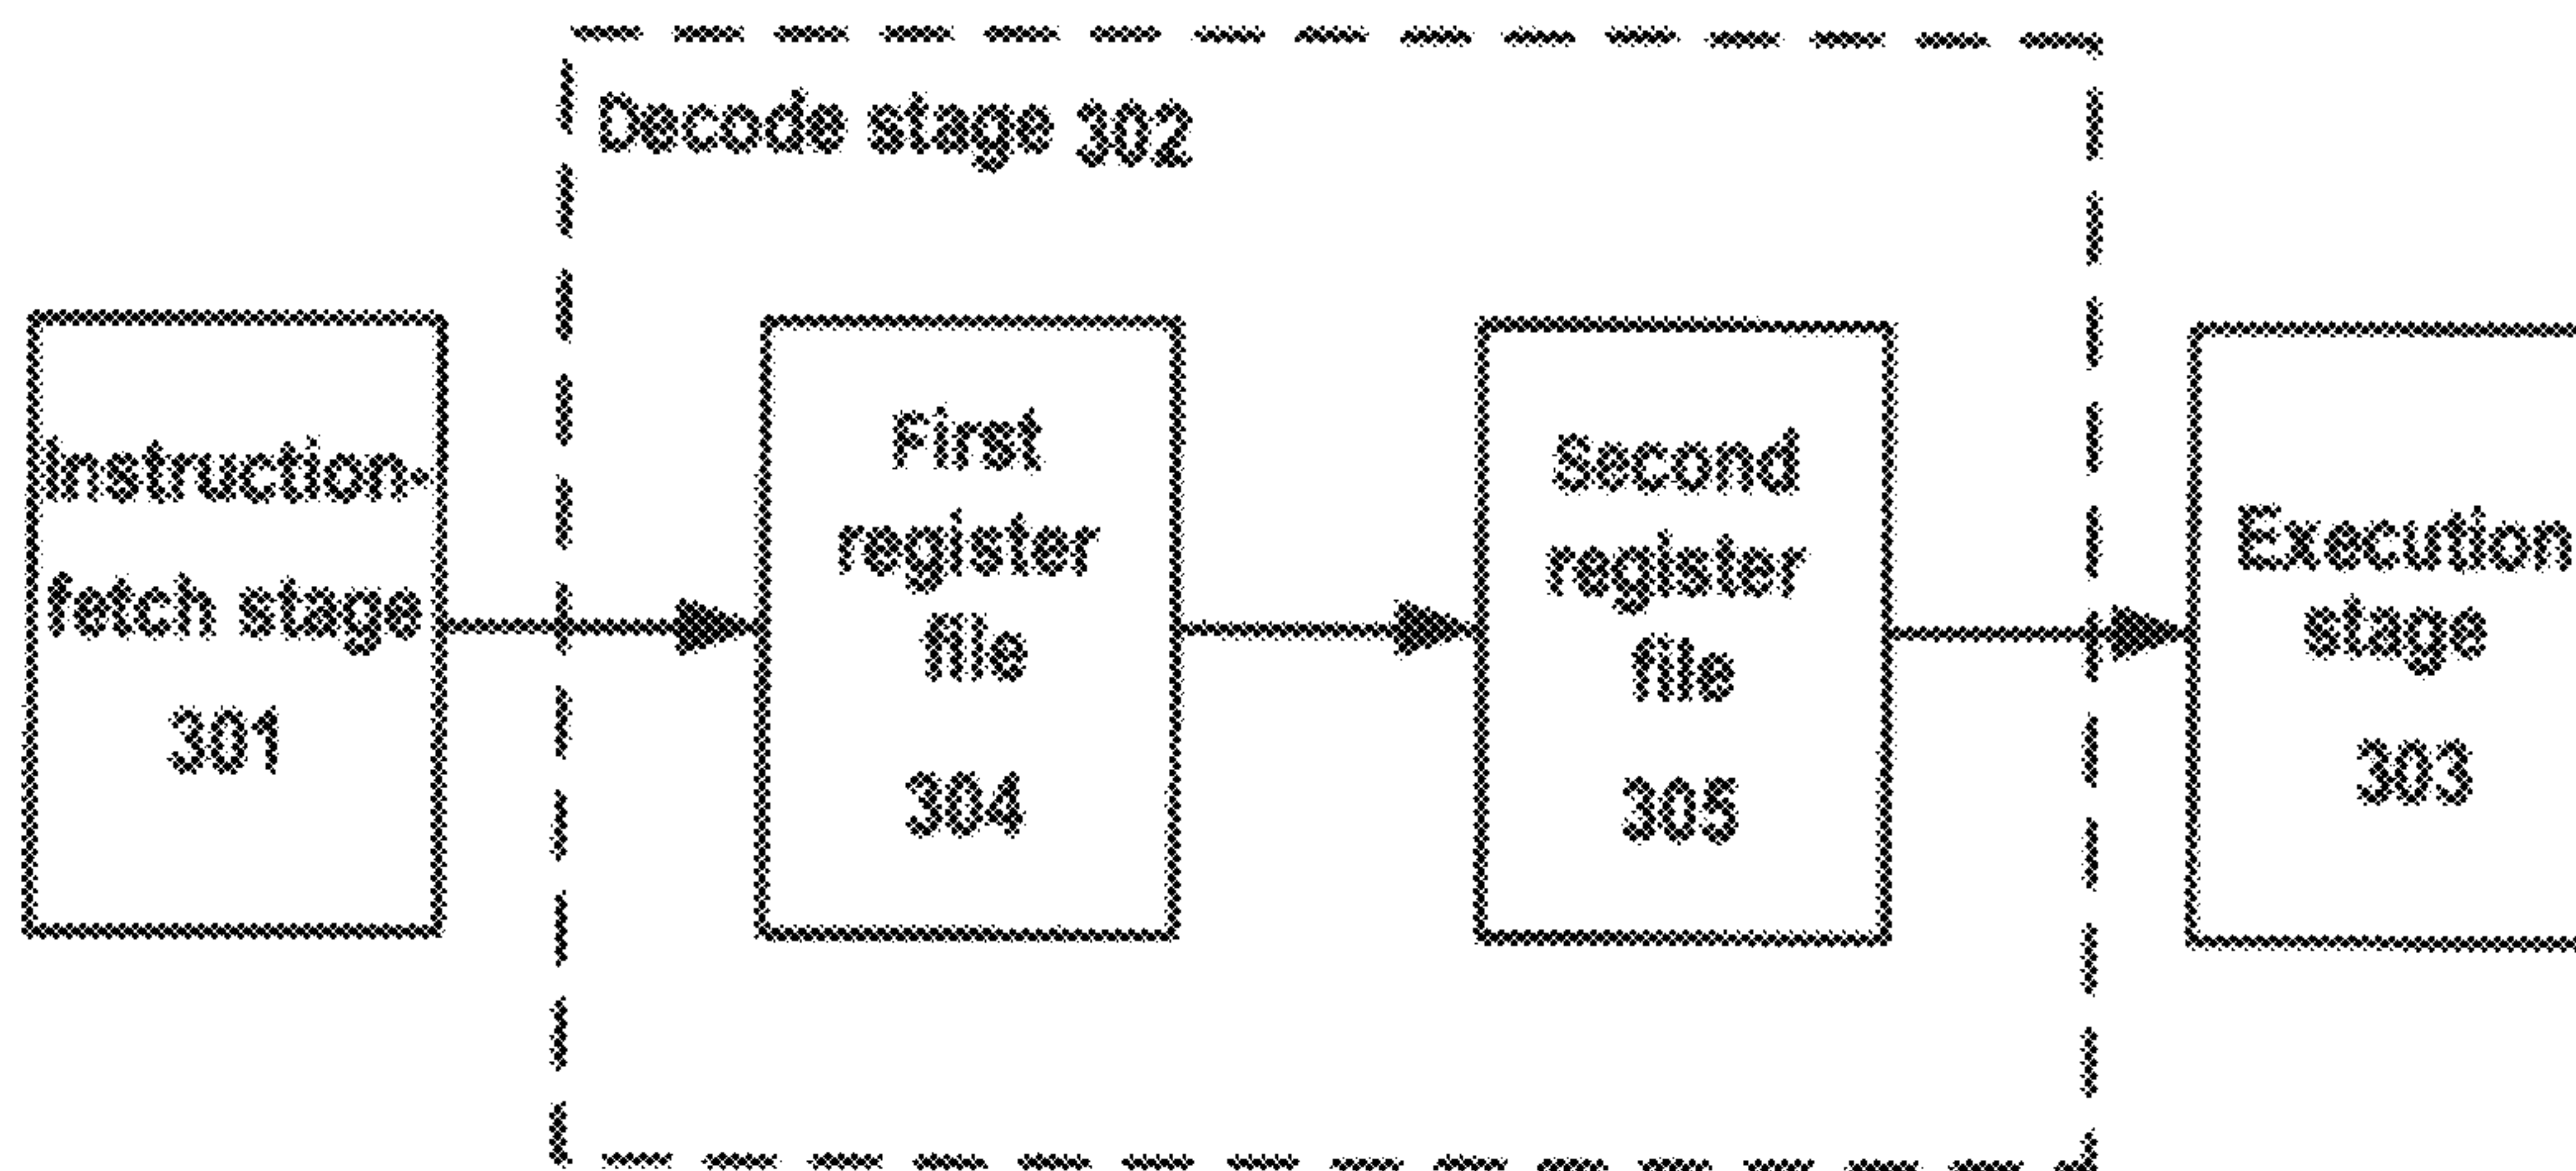 Decode stage 302
Instruction-
fetch stage
301
First
register
file
304
Second
register
file
305
Execution
stage
303